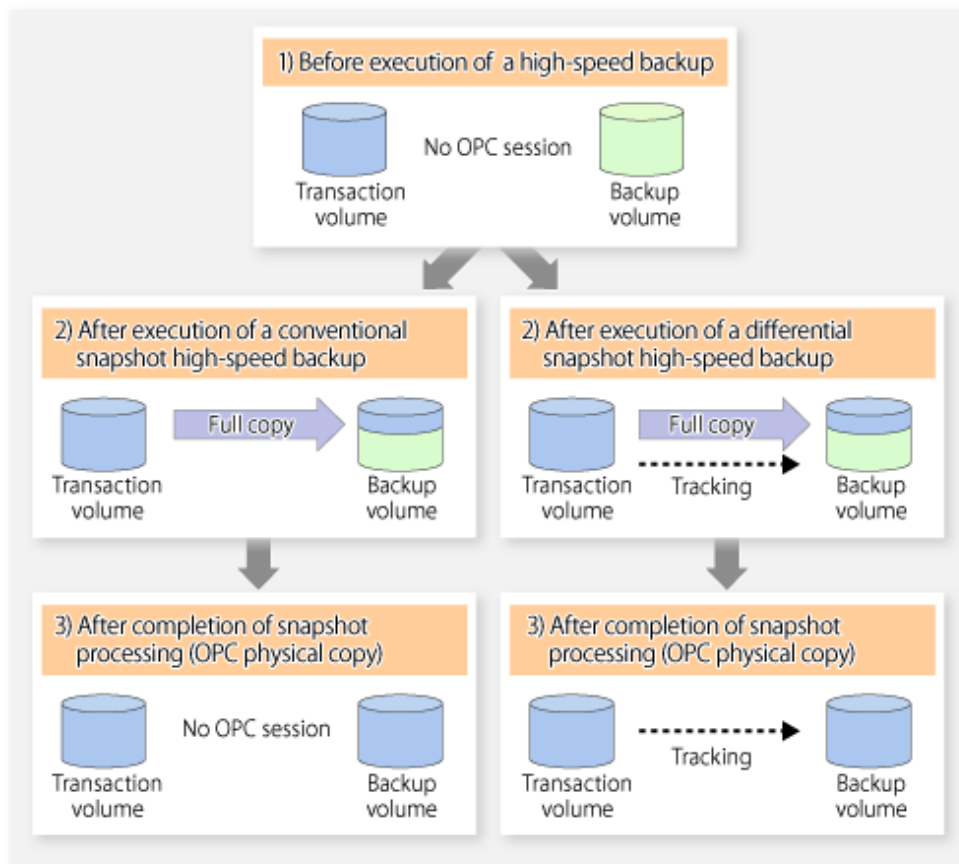 1) Before execution of a high-speed backup
No OPC session
Transaction
volume
Backup
volume
2) After execution of a conventional
snapshot high-speed backup
Full copy
Transaction
volume
Backup
volume
2) After execution of a differential
snapshot high-speed backup
Full copy
Tracking
Transaction
volume
Backup
volume
3) After completion of snapshot
processing (OPC physical copy)
No OPC session
Transaction
volume
Backup
volume
3) After completion of snapshot
processing (OPC physical copy)
Tracking
Transaction
volume
Backup
volume